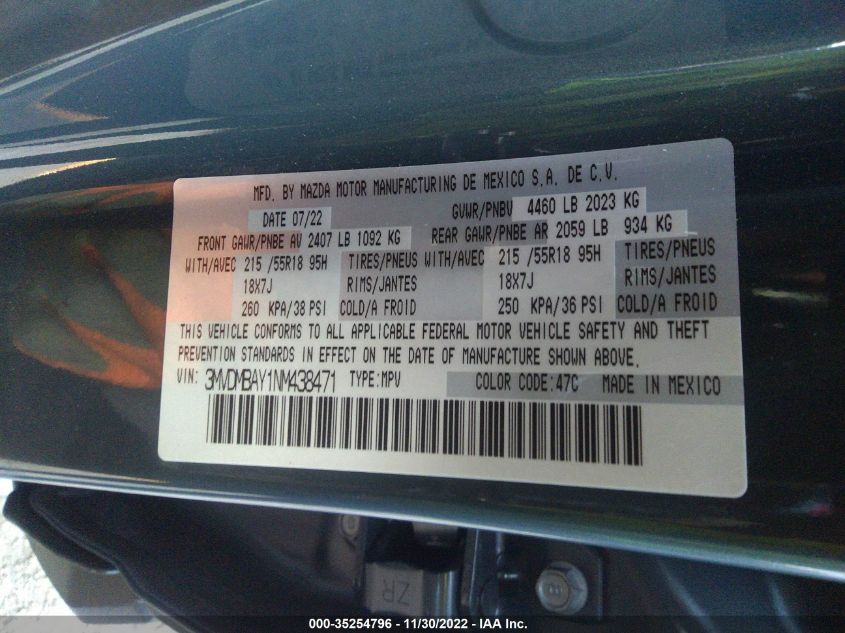 MFD. BY MAZDA MOTOR MANUFACTURING DE MEXICO S.A. DE C.V.
DATE 07/22 GVWR/PNBV 4460 LB 2023 KG
FRONT GAWR/PNBE AV 2407 LB 1092 KG REAR GAWR/PNBE AR 2059 LB 934 KG
WITH/AVEC 215 /55R18 95H TIRES/PNEUS WITH/AVEC 215 /55R18 95H TIRES/PNEUS
18X7J RIMS/JANTES 18X7J RIMS/JANTES
260 KPA/38 PSI COLD/A FROID 250 KPA/36 PSI COLD/A FROID
THIS VEHICLE CONFORMS TO ALL APPLICABLE FEDERAL MOTOR VEHICLE SAFETY AND THEFT
PREVENTION STANDARDS IN EFFECT ON THE DATE OF MANUFACTURE SHOWN ABOVE.
VIN: 3MVDMBAY1NM438471 TYPE:MPV COLOR CODE:47C MADE IN MEXICO
ZR
000-35254796 - 11/30/2022 - IAA Inc.